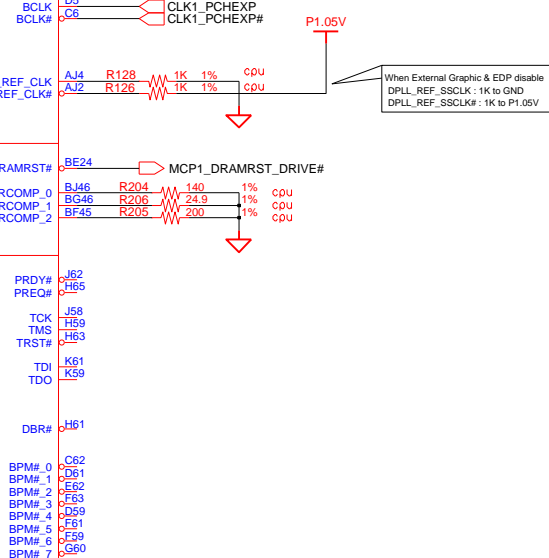 BCLK D5 CLK1_PCHEXP
BCLK# C6 CLK1_PCHEXP#
P1.05V
_REF_CLK AJ4 R128 1K 1% cpu
REF_CLK# AJ2 R126 1K 1% cpu
When External Graphic & EDP disable
DPLL_REF_SSCLK : 1K to GND
DPLL_REF_SSCLK# : 1K to P1.05V
RAMRST# BE24 MCP1_DRAMRST_DRIVE#
RCOMP_0 BJ46 R204 140 1% cpu
RCOMP_1 BG46 R206 24.9 1% cpu
RCOMP_2 BF45 R205 200 1% cpu
PRDY# J62
PREQ# H65
TCK J58
TMS H59
TRST# H63
TDI K61
TDO K59
DBR# H61
BPM#_0 C62
BPM#_1 D61
BPM#_2 E62
BPM#_3 F63
BPM#_4 D59
BPM#_5 F61
BPM#_6 F59
BPM#_7 G60